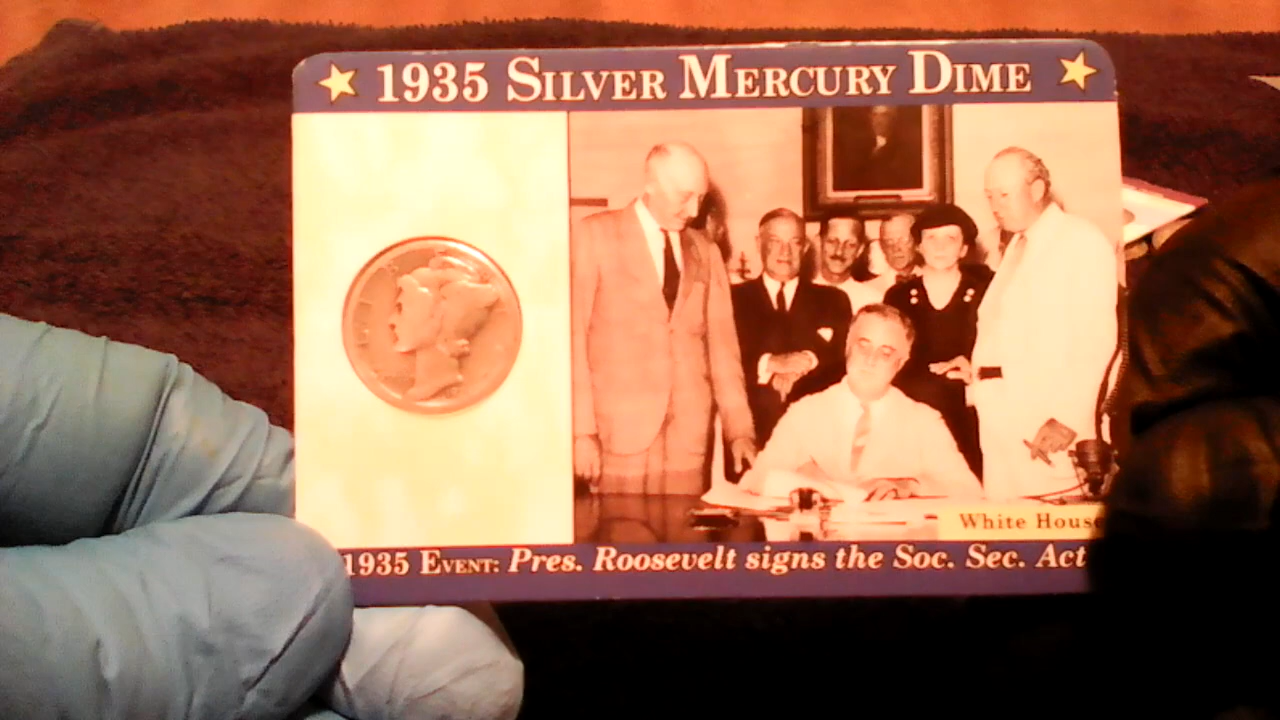 1935 SILVER MERCURY DIME
White House
1935 EVENT: Pres. Roosevelt signs the Soc. Sec. Act